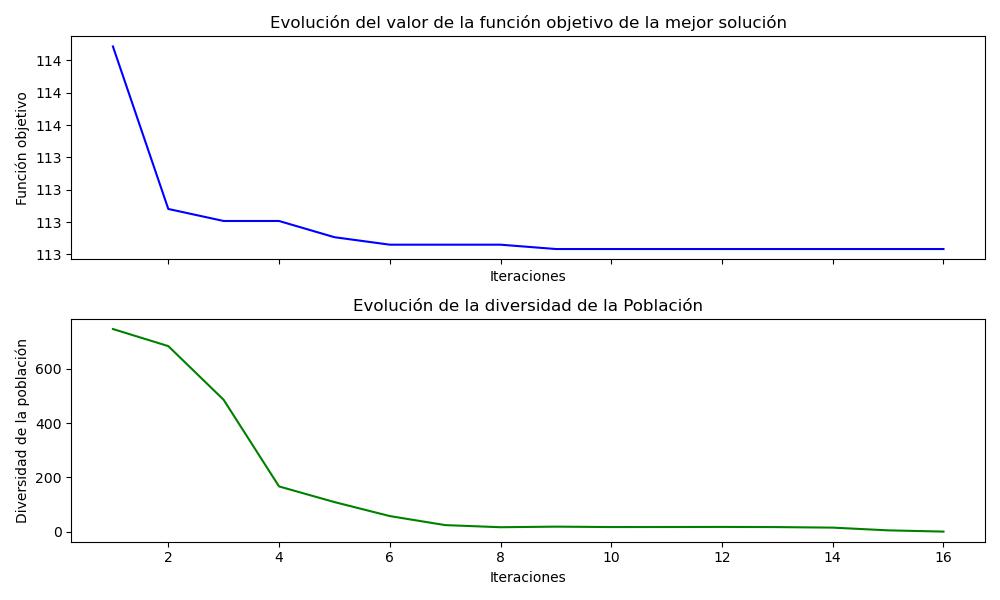 Evolución del valor de la función objetivo de la mejor solución
114
114
114
113
113
113
113
Función objetivo
Iteraciones
Evolución de la diversidad de la Población
600
400
200
0
Diversidad de la población
2 4 6 8 10 12 14 16
Iteraciones